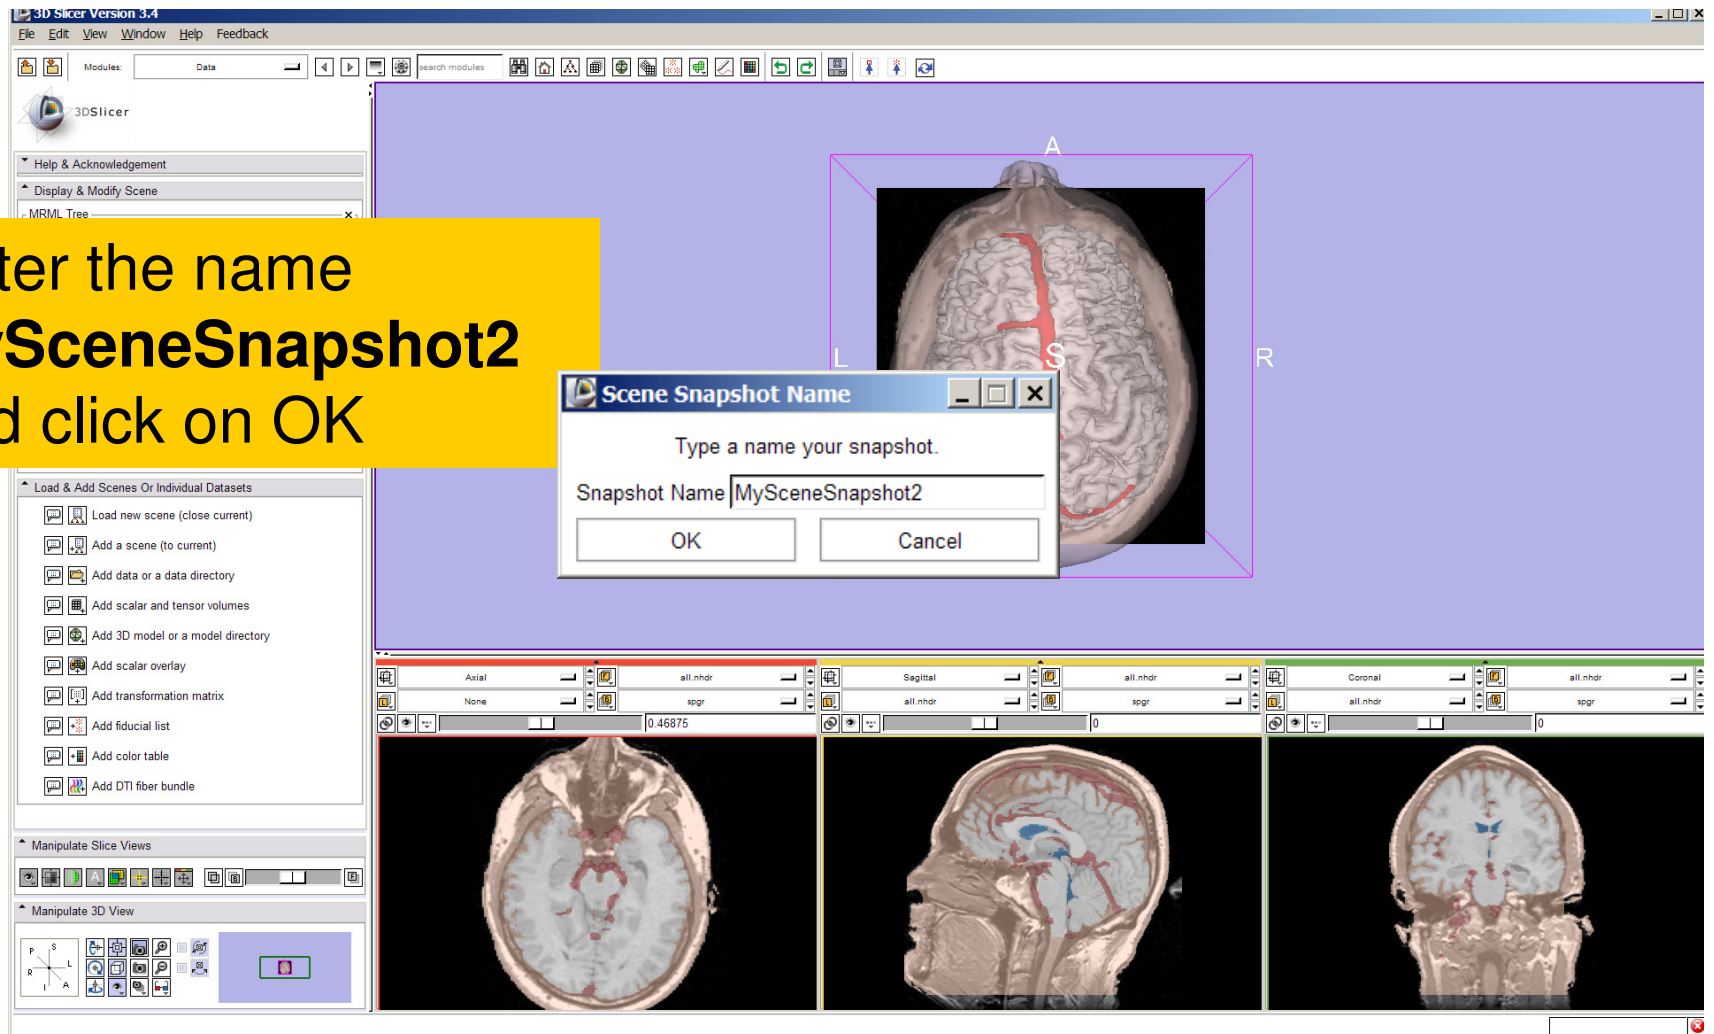 3D Slicer Version 3.4
File Edit View Window Help Feedback
Modules: Data search modules
3DSlicer
Help & Acknowledgement
Display & Modify Scene
MRML Tree
ter the name
ySceneSnapshot2
d click on OK
A
L
S
R
Scene Snapshot Name
Type a name your snapshot.
Snapshot Name MySceneSnapshot2
OK Cancel
Load & Add Scenes Or Individual Datasets
Load new scene (close current)
Add a scene (to current)
Add data or a data directory
Add scalar and tensor volumes
Add 3D model or a model directory
Add scalar overlay
Add transformation matrix
Add fiducial list
Add color table
Add DTI fiber bundle
Manipulate Slice Views
Manipulate 3D View
P S
R L
I A
Axial all.nhdr
None spgr
0.46875
Sagittal all.nhdr
all.nhdr spgr
0
Coronal all.nhdr
all.nhdr spgr
0